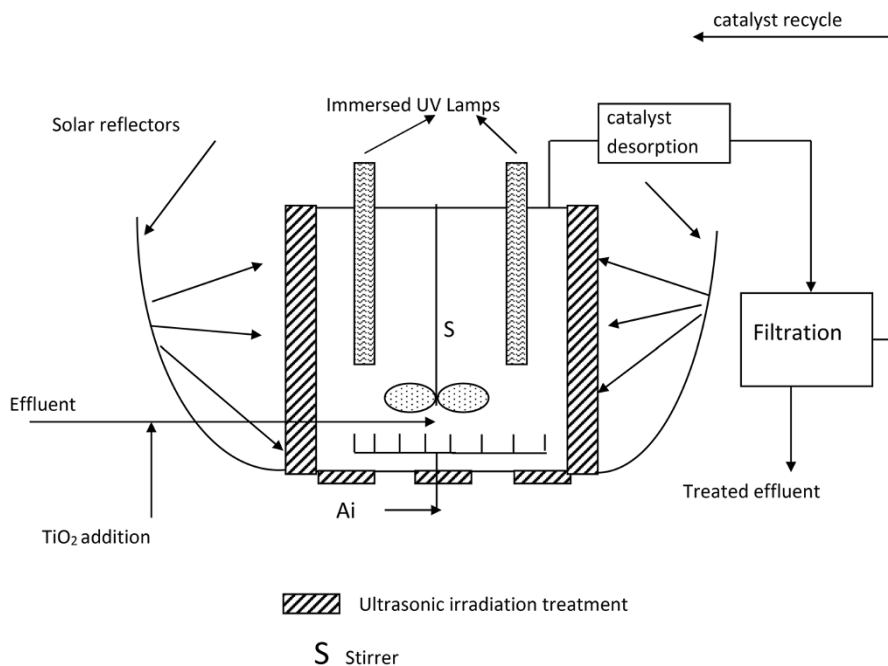 catalyst recycle
Immersed UV Lamps
Solar reflectors
catalyst
desorption
S
Filtration
Effluent
Treated effluent
Ai
TiO₂ addition
Ultrasonic irradiation treatment
S Stirrer